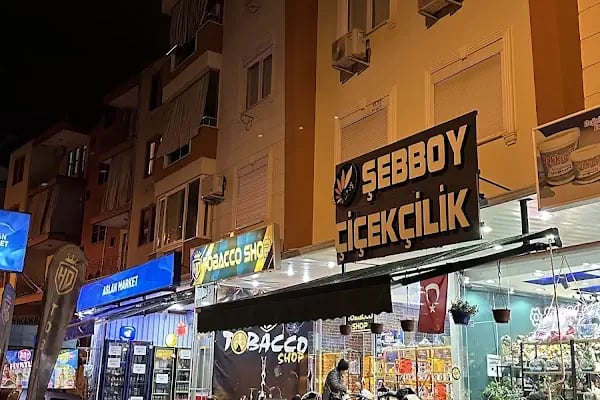 ŞEBBOY
ÇİÇEKÇİLİK
TOBACCO SHOP
ASLAN MARKET
TOBACCO
SHOP